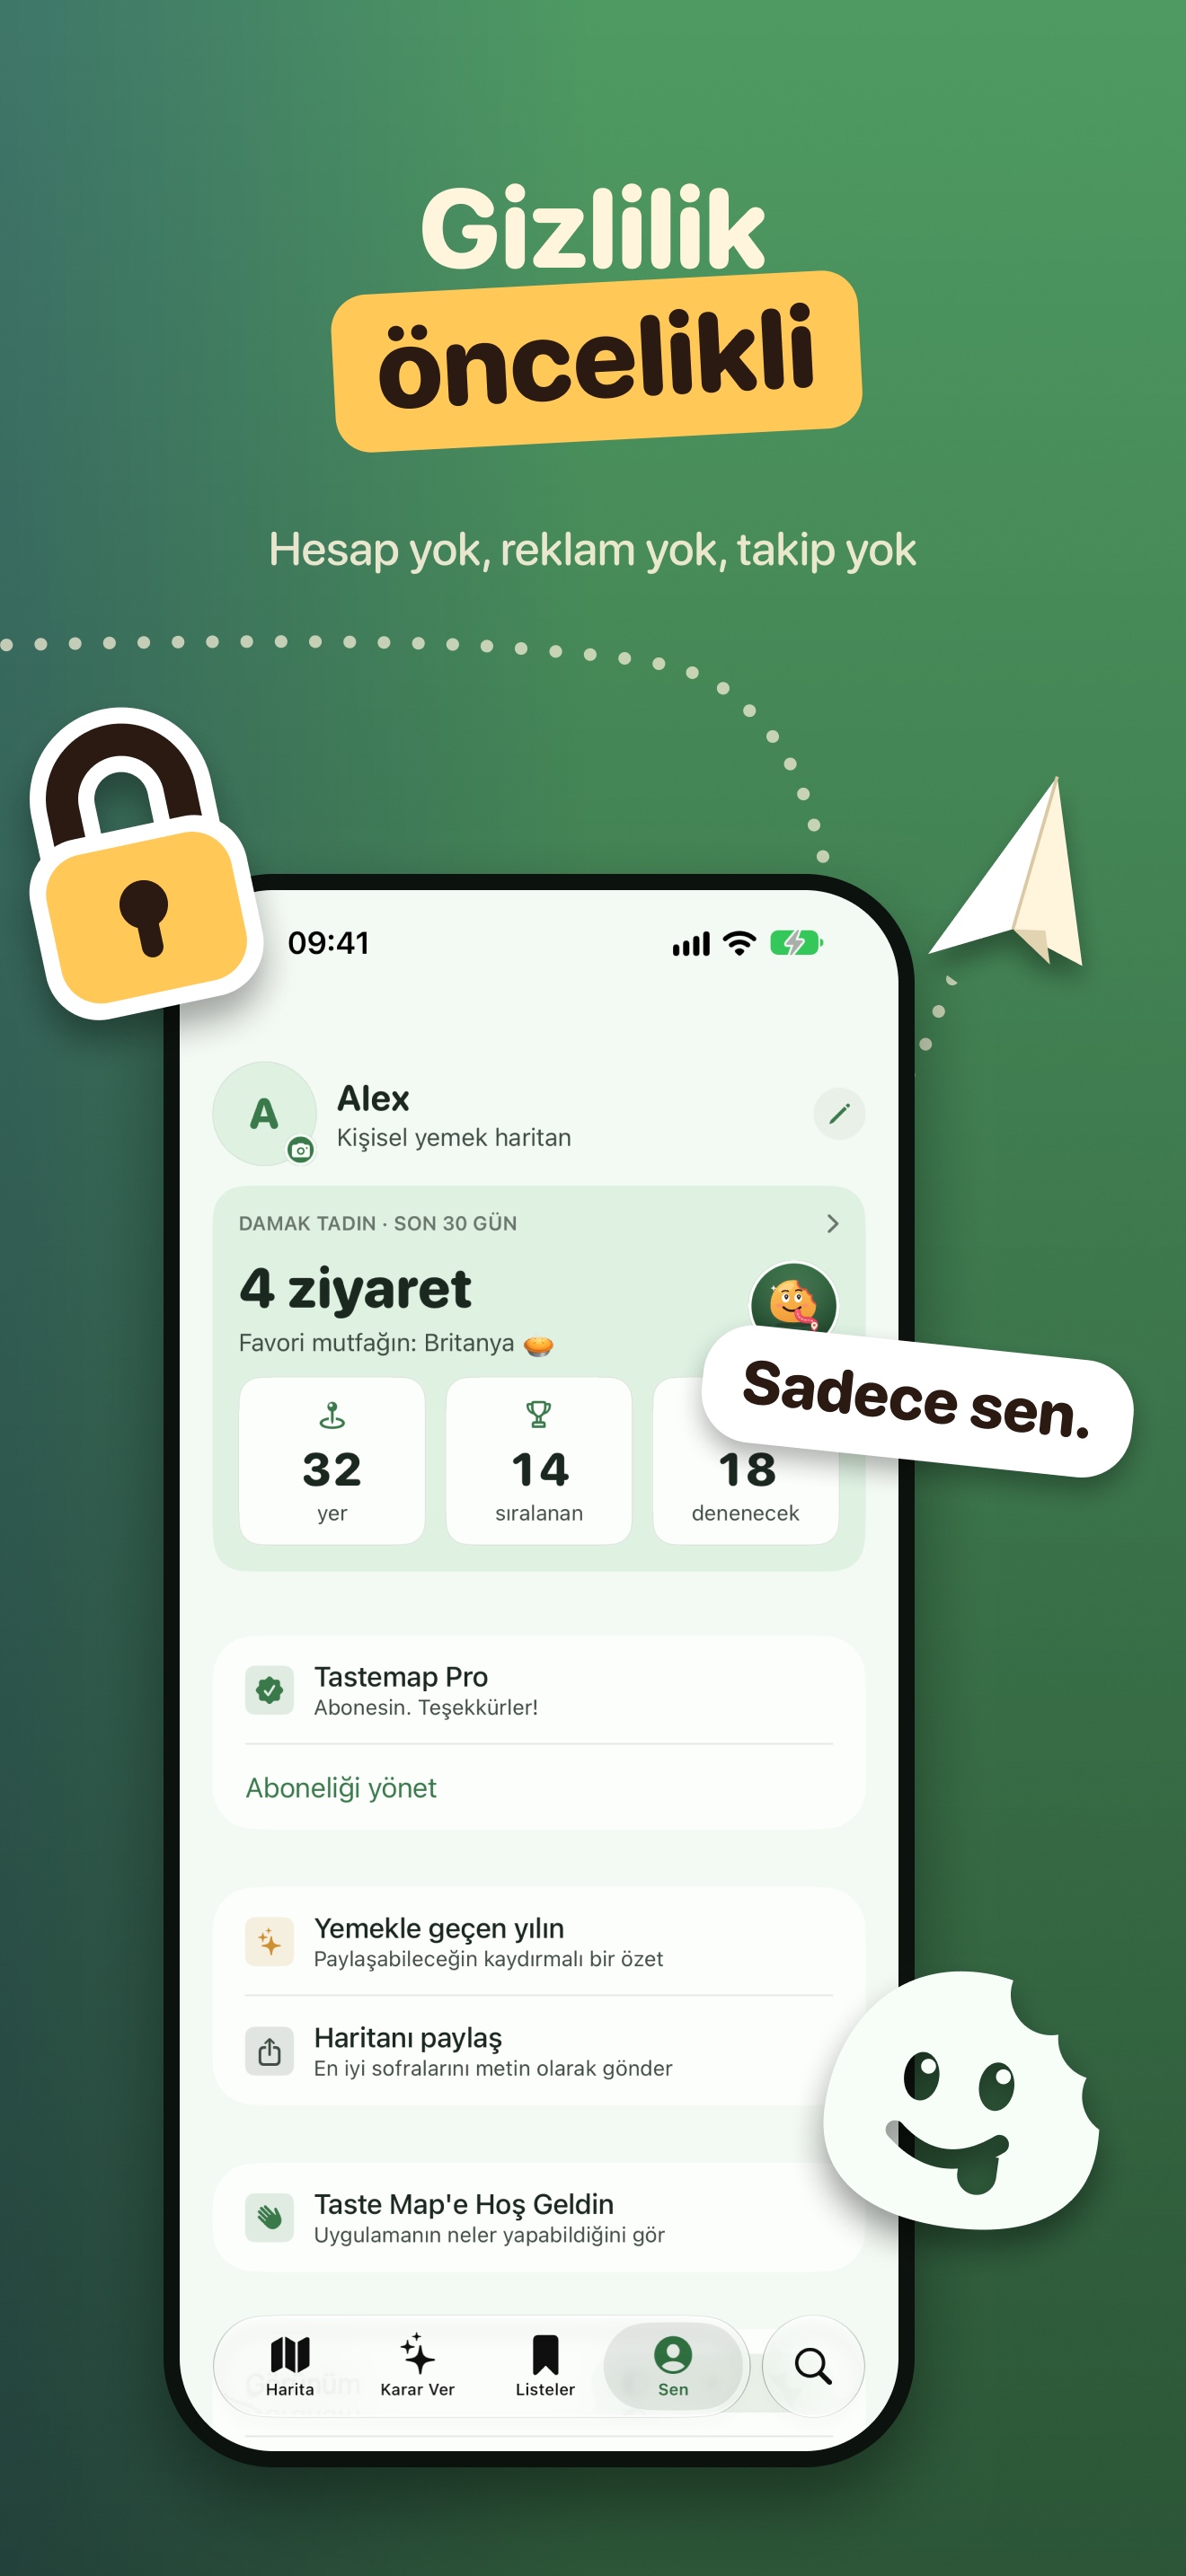 Gizlilik
öncelikli
Hesap yok, reklam yok, takip yok
09:41
A
Alex
Kişisel yemek haritan
DAMAK TADIN · SON 30 GÜN
4 ziyaret
Favori mutfağın: Britanya
Sadece sen.
32
yer
14
sıralanan
18
denenecek
Tastemap Pro
Abonesin. Teşekkürler!
Aboneliği yönet
Yemekle geçen yılın
Paylaşabileceğin kaydırmalı bir özet
Haritanı paylaş
En iyi sofralarını metin olarak gönder
Taste Map'e Hoş Geldin
Uygulamanın neler yapabildiğini gör
Harita
Karar Ver
Listeler
Sen